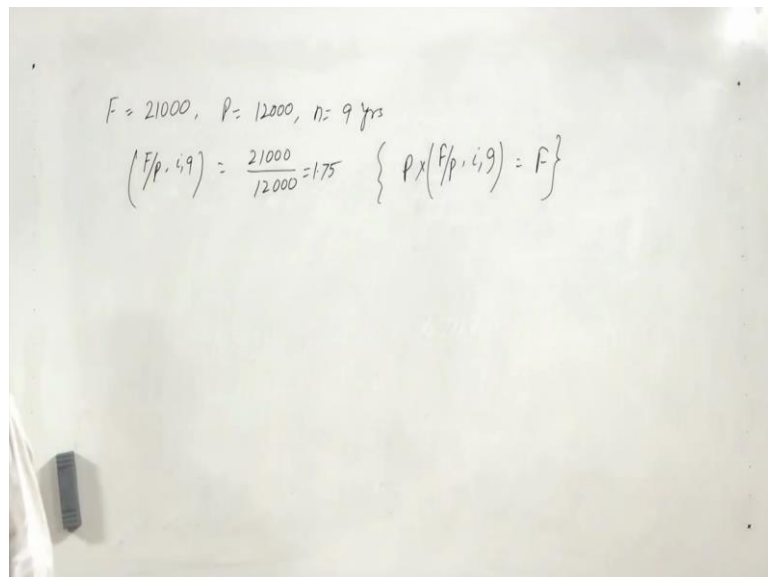 F = 21000, P = 12000, n = 9 yrs
(F/p, i, 9) = 21000/12000 = 1.75 { P x (F/p, i, 9) = F }